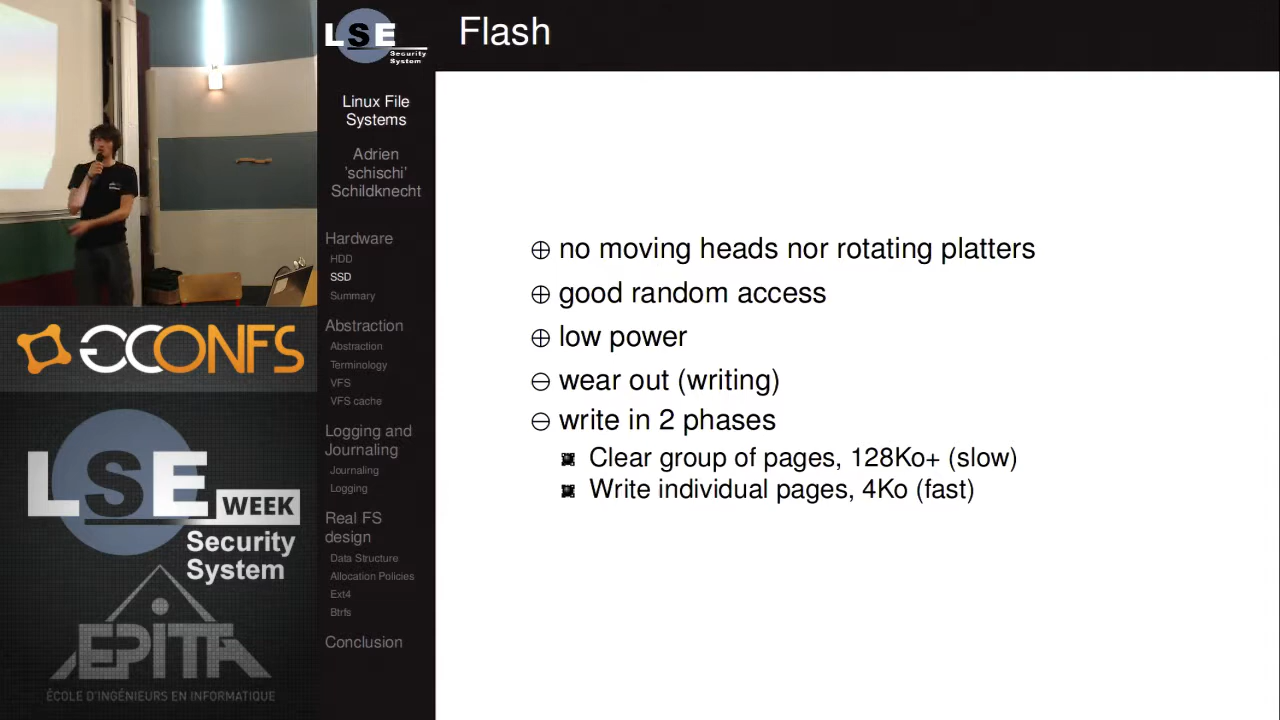 LSE
Security
System
Flash
Linux File
Systems
Adrien
'schischi'
Schildknecht
Hardware
HDD
SSD
Summary
Abstraction
Abstraction
Terminology
VFS
VFS cache
Logging and
Journaling
Journaling
Logging
Real FS
design
Data Structure
Allocation Policies
Ext4
Btrfs
Conclusion
no moving heads nor rotating platters
good random access
low power
wear out (writing)
write in 2 phases
Clear group of pages, 128Ko+ (slow)
Write individual pages, 4Ko (fast)
GCONFS
LSE WEEK
Security
System
EPITA
ÉCOLE D'INGÉNIEURS EN INFORMATIQUE